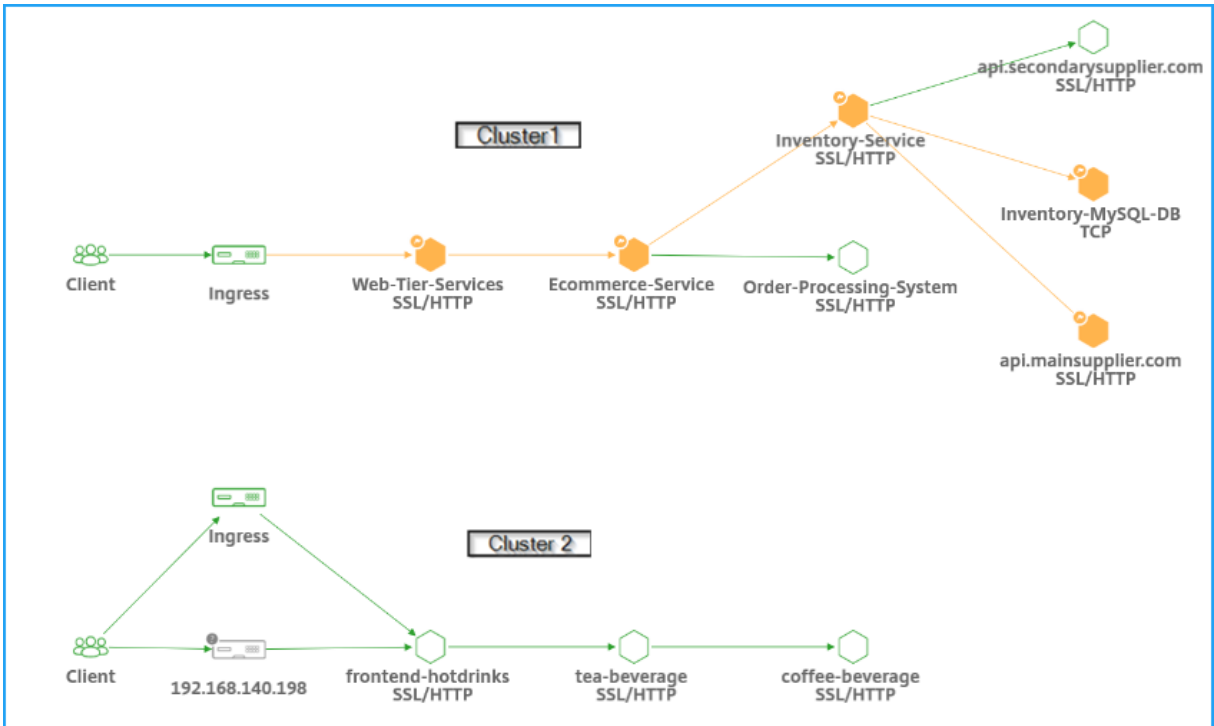 api.secondarysupplier.com
SSL/HTTP
Cluster1
Inventory-Service
SSL/HTTP
Inventory-MySQL-DB
TCP
Client
Ingress
Web-Tier-Services
SSL/HTTP
Ecommerce-Service
SSL/HTTP
Order-Processing-System
SSL/HTTP
api.mainsupplier.com
SSL/HTTP
Ingress
Cluster 2
Client
192.168.140.198
frontend-hotdrinks
SSL/HTTP
tea-beverage
SSL/HTTP
coffee-beverage
SSL/HTTP